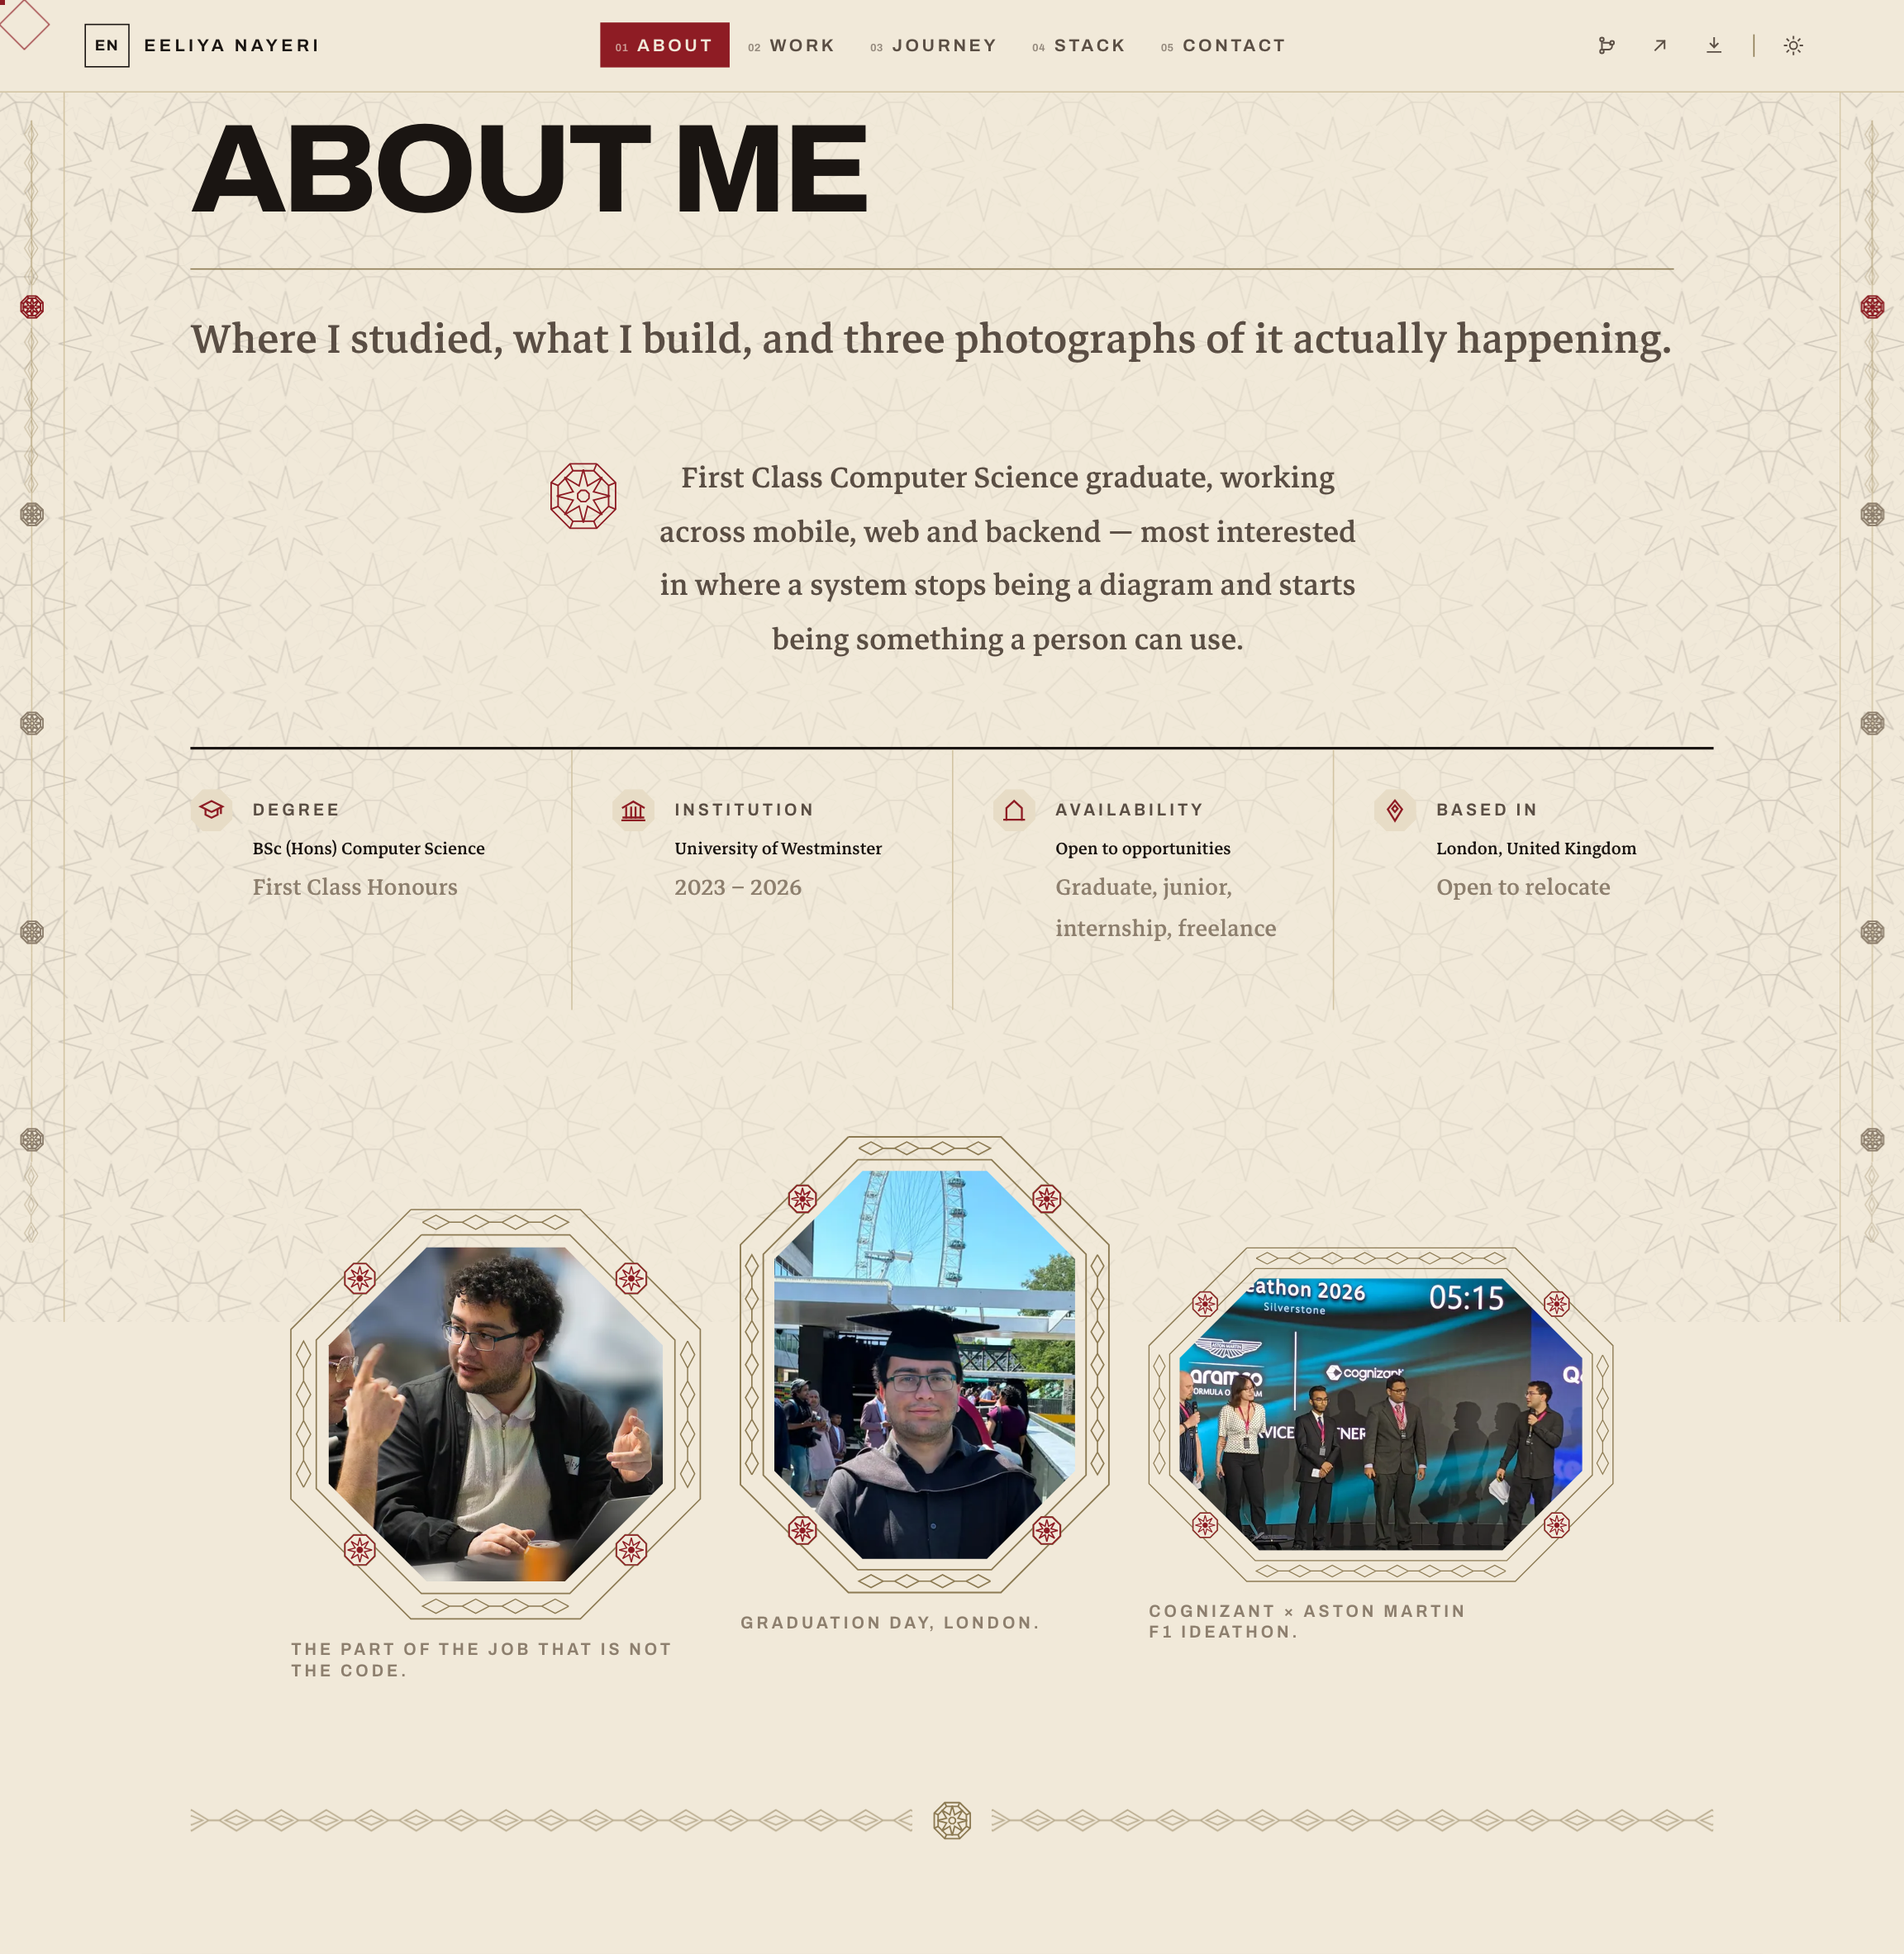 EN EELIYA NAYERI
01 ABOUT 02 WORK 03 JOURNEY 04 STACK 05 CONTACT
ABOUT ME
Where I studied, what I build, and three photographs of it actually happening.
First Class Computer Science graduate, working
across mobile, web and backend — most interested
in where a system stops being a diagram and starts
being something a person can use.
DEGREE
BSc (Hons) Computer Science
First Class Honours
INSTITUTION
University of Westminster
2023 – 2026
AVAILABILITY
Open to opportunities
Graduate, junior,
internship, freelance
BASED IN
London, United Kingdom
Open to relocate
eathon 2026
Silverstone
05:15
ASTON MARTIN
aramco
cognizant
THE PART OF THE JOB THAT IS NOT
THE CODE.
GRADUATION DAY, LONDON.
COGNIZANT × ASTON MARTIN
F1 IDEATHON.